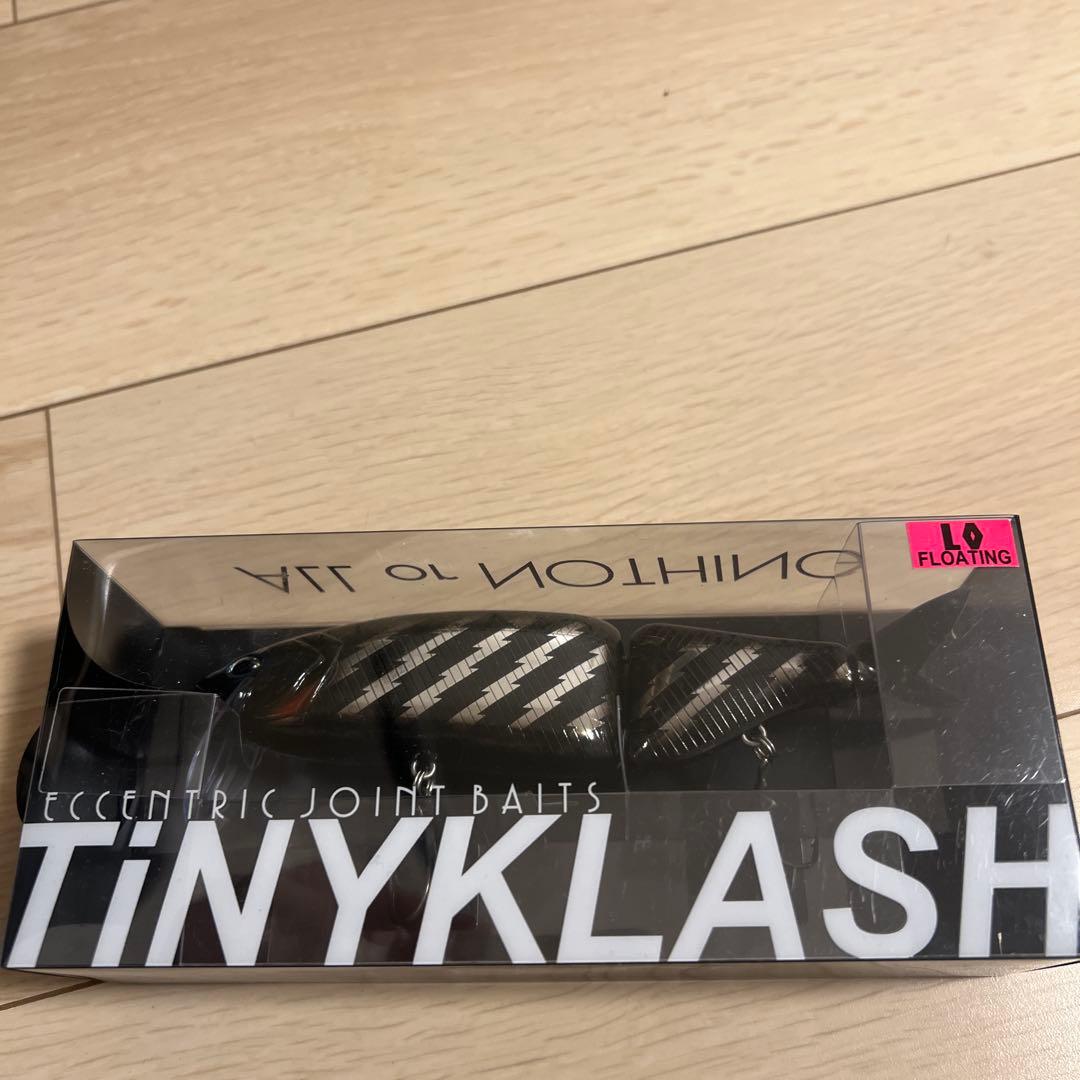 LO
FLOATING
ALL or NOTHING
ECCENTRIC JOINT BAITS
TiNYKLASH